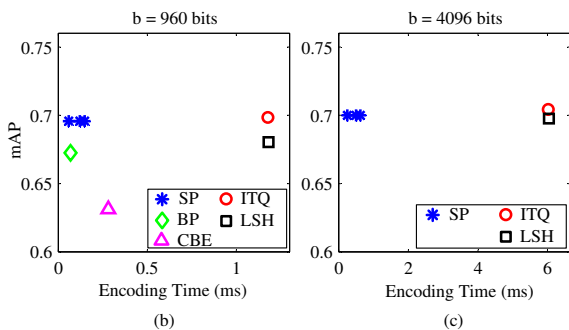 b = 960 bits
0.75
0.7
0.65
0.6
mAP
0
0.5
1
SP
ITQ
BP
LSH
CBE
Encoding Time (ms)
(b)
b = 4096 bits
0.75
0.7
0.65
0.6
0
2
4
6
SP
ITQ
LSH
Encoding Time (ms)
(c)